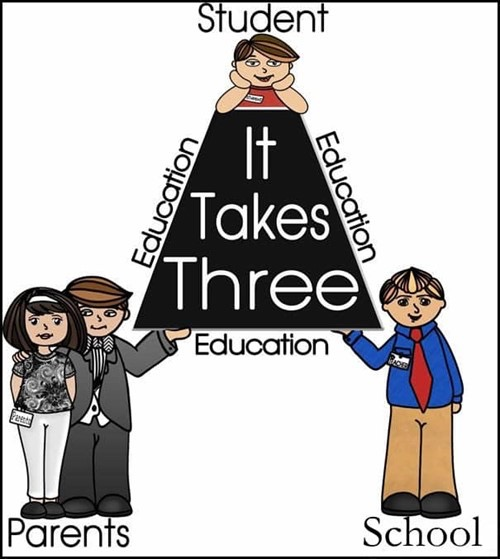 Student
It
Takes
Three
Education
Education
Education
Parents
School